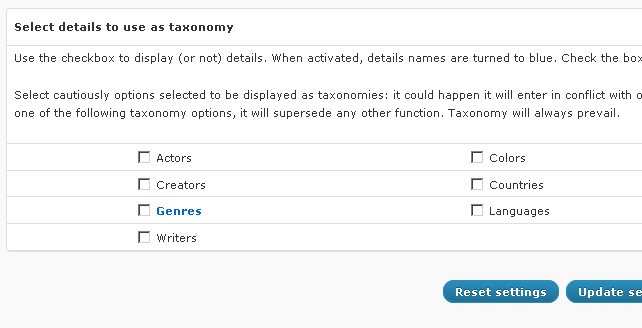 Select details to use as taxonomy
Use the checkbox to display (or not) details. When activated, details names are turned to blue. Check the box
Select cautiously options selected to be displayed as taxonomies: it could happen it will enter in conflict with
one of the following taxonomy options, it will supersede any other function. Taxonomy will always prevail.
Actors Colors
Creators Countries
Genres Languages
Writers
Reset settings Update